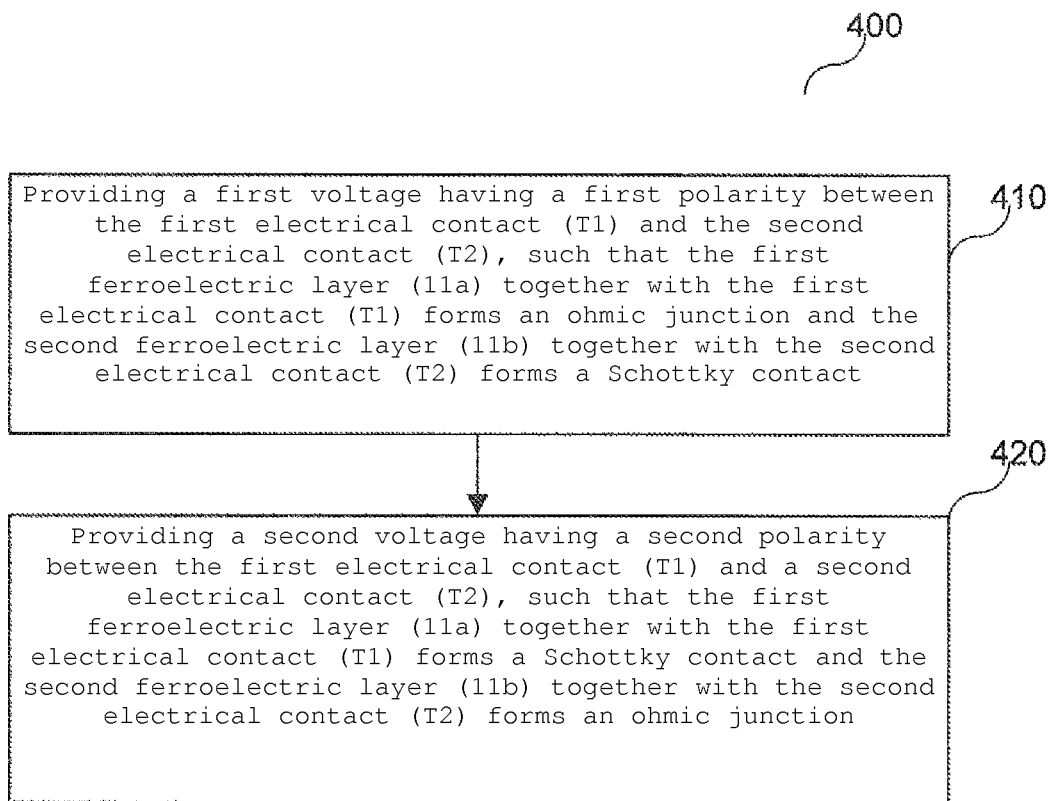 400
Providing a first voltage having a first polarity between
the first electrical contact (T1) and the second
electrical contact (T2), such that the first
ferroelectric layer (11a) together with the first
electrical contact (T1) forms an ohmic junction and the
second ferroelectric layer (11b) together with the second
electrical contact (T2) forms a Schottky contact
410
420
Providing a second voltage having a second polarity
between the first electrical contact (T1) and a second
electrical contact (T2), such that the first
ferroelectric layer (11a) together with the first
electrical contact (T1) forms a Schottky contact and the
second ferroelectric layer (11b) together with the second
electrical contact (T2) forms an ohmic junction